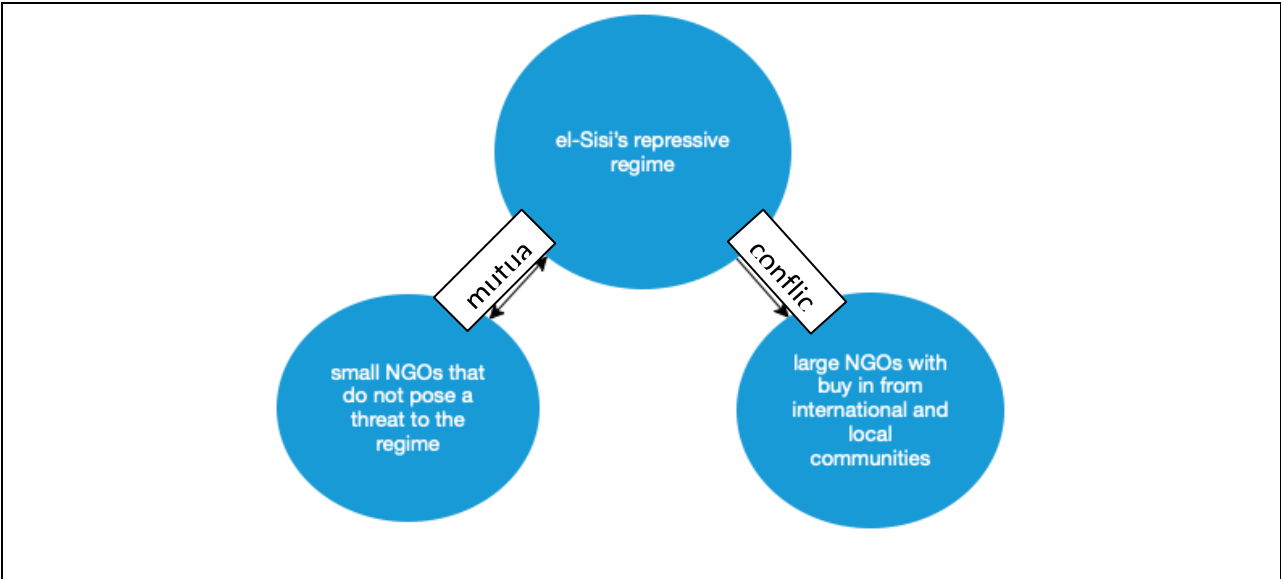 el-Sisi's repressive
regime
mutua
conflic
small NGOs that
do not pose a
threat to the
regime
large NGOs with
buy in from
international and
local
communities